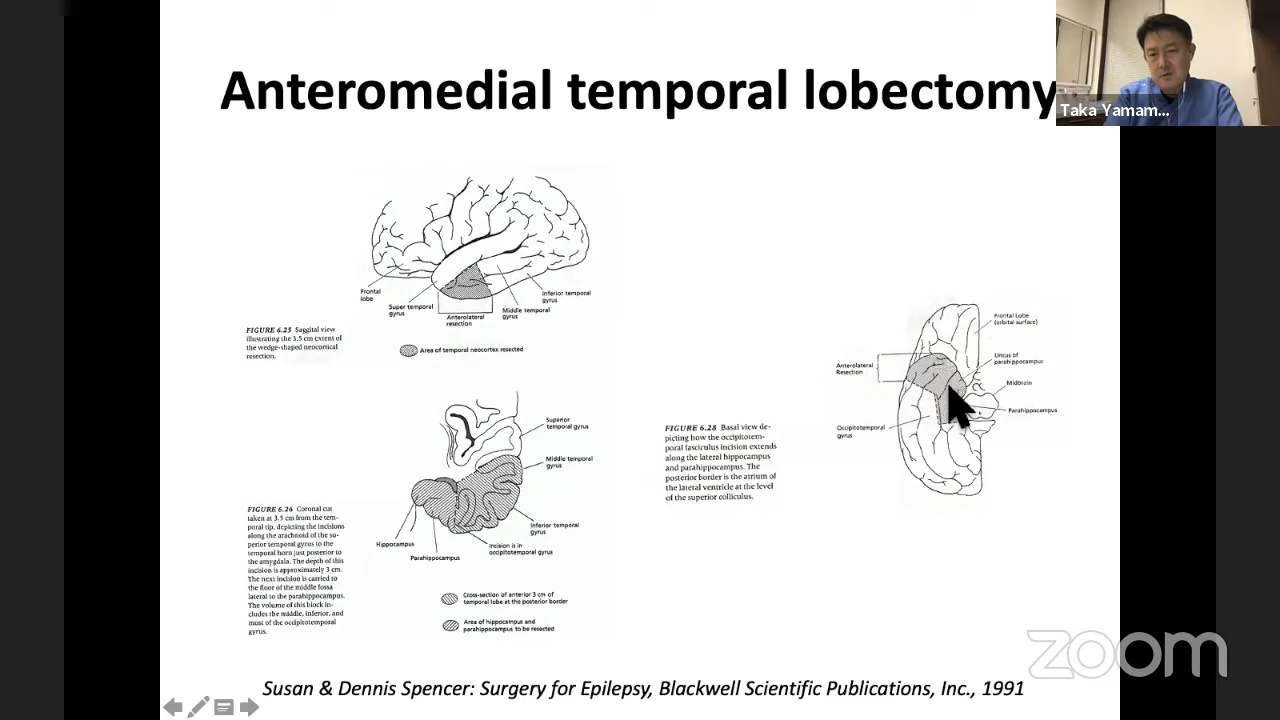 Anteromedial temporal lobectomy
Taka Yamam...
Frontal
lobe
Super temporal
gyrus
Anterolateral
resection
Middle temporal
gyrus
Inferior temporal
gyrus
FIGURE 6.25 Saggital view
illustrating the 3.5 cm extent of
the wedge-shaped neocortical
resection.
Area of temporal neocortex resected
Superior
temporal gyrus
Middle temporal
gyrus
Inferior temporal
gyrus
Incision is in
occipitotemporal gyrus
Hippocampus
Parahippocampus
FIGURE 6.26 Coronal cut
taken at 3.5 cm from the tem-
poral tip, depicting the incisions
along the arachnoid of the su-
perior temporal gyrus to the
temporal horn just posterior to
the amygdala. The depth of this
incision is approximately 3 cm.
The next incision is carried to
the floor of the middle fossa
lateral to the parahippocampus.
The volume of this block in-
cludes the middle, inferior, and
most of the occipitotemporal
gyrus.
Cross-section of anterior 3 cm of
temporal lobe at the posterior border
Area of hippocampus and
parahippocampus to be resected
Frontal Lobe
(orbital surface)
Anterolateral
Resection
Uncus of
parahippocampus
Midbrain
Parahippocampus
Occipitotemporal
gyrus
FIGURE 6.28 Basal view de-
picting how the occipitotem-
poral fasciculus incision extends
along the lateral hippocampus
and parahippocampus. The
posterior border is the atrium of
the lateral ventricle at the level
of the superior colliculus.
zoom
Susan & Dennis Spencer: Surgery for Epilepsy, Blackwell Scientific Publications, Inc., 1991